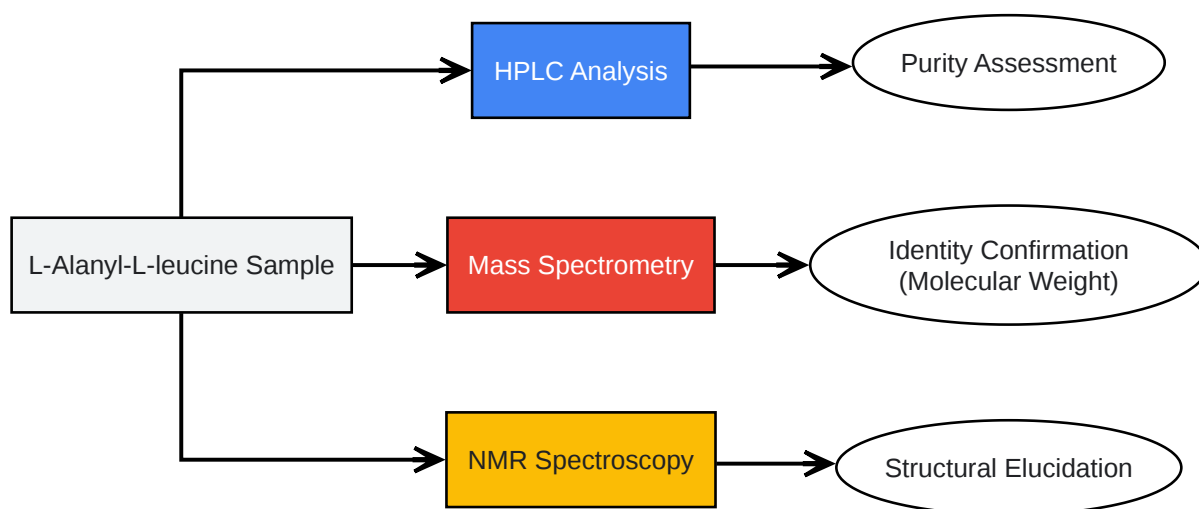 HPLC Analysis
Purity Assessment
L-Alanyl-L-leucine Sample
Mass Spectrometry
Identity Confirmation
(Molecular Weight)
NMR Spectroscopy
Structural Elucidation